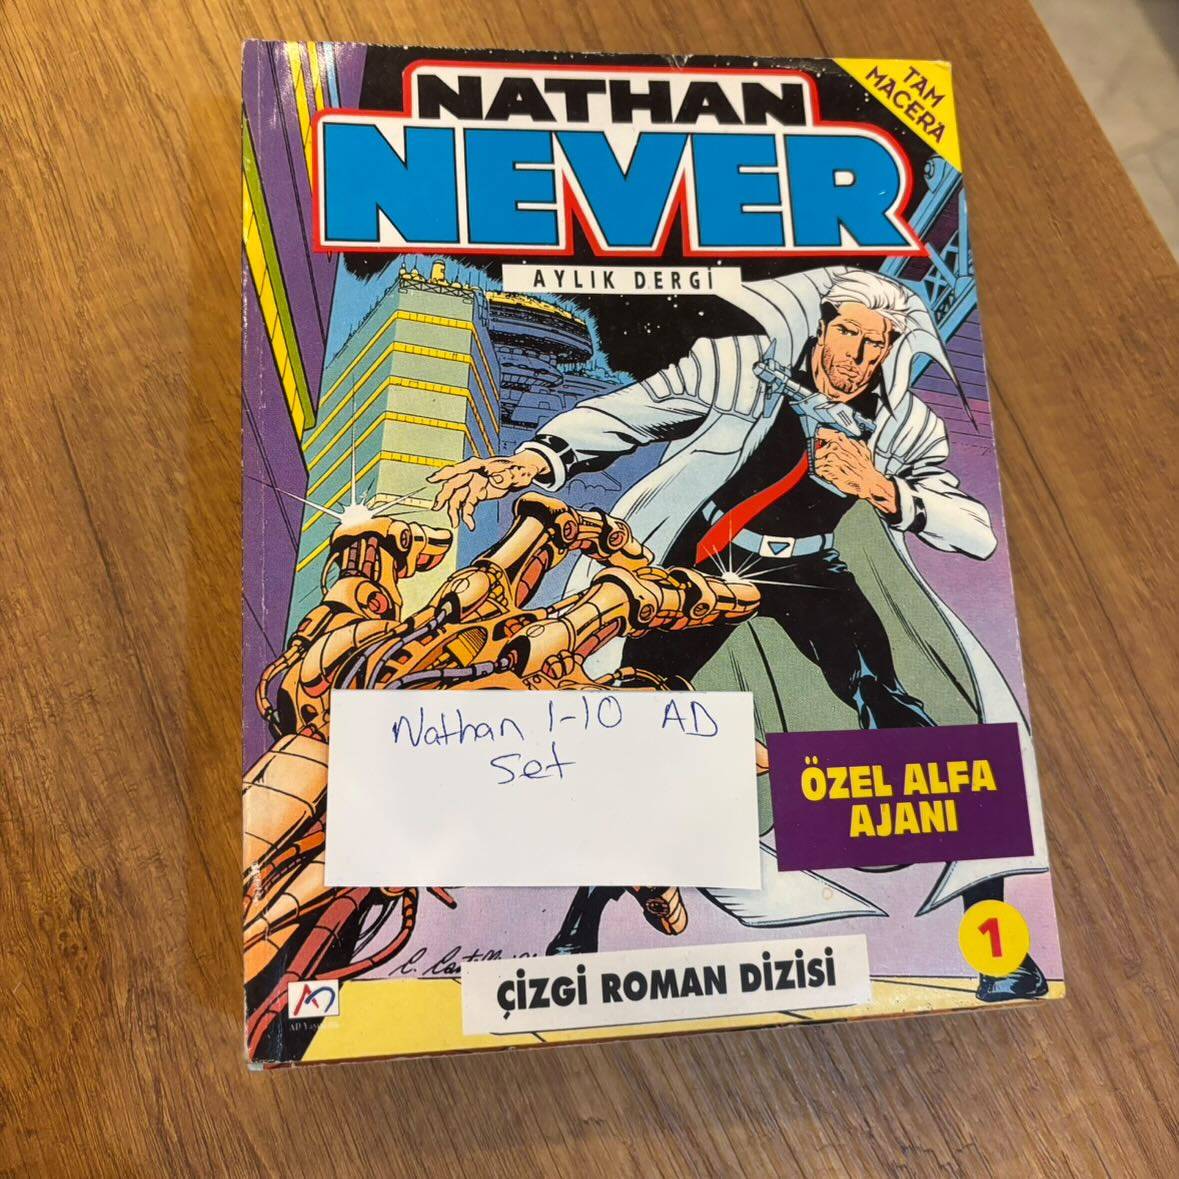 TAM
MACERA
NATHAN
NEVER
AYLIK DERGİ
Nathan 1-10 AD
Set
ÖZEL ALFA
AJANI
1
ÇİZGİ ROMAN DİZİSİ